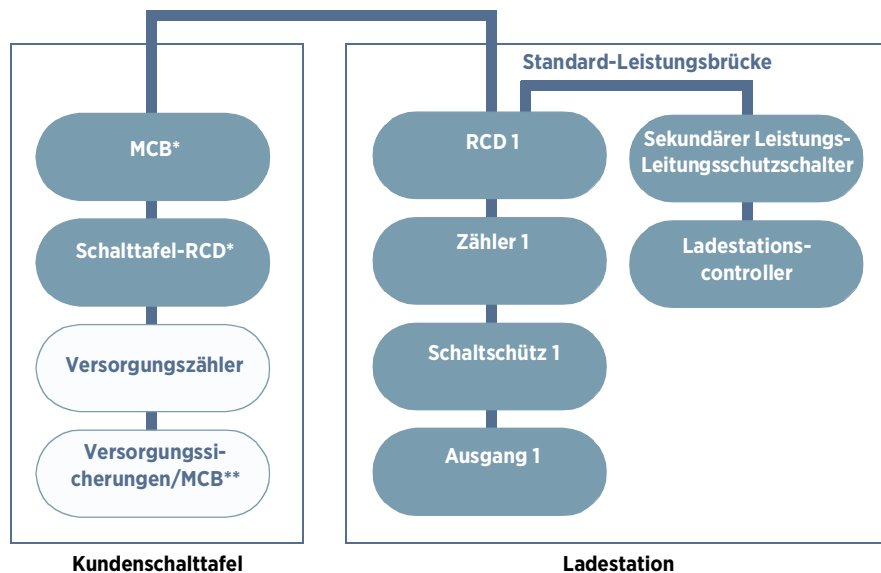 Standard-Leistungsbrücke
MCB*
Schalttafel-RCD*
Versorgungszähler
Versorgungssi-
cherungen/MCB**
RCD 1
Zähler 1
Schaltschütz 1
Ausgang 1
Sekundärer Leistungs-
Leitungsschutzschalter
Ladestations-
controller
Kundenschalttafel
Ladestation